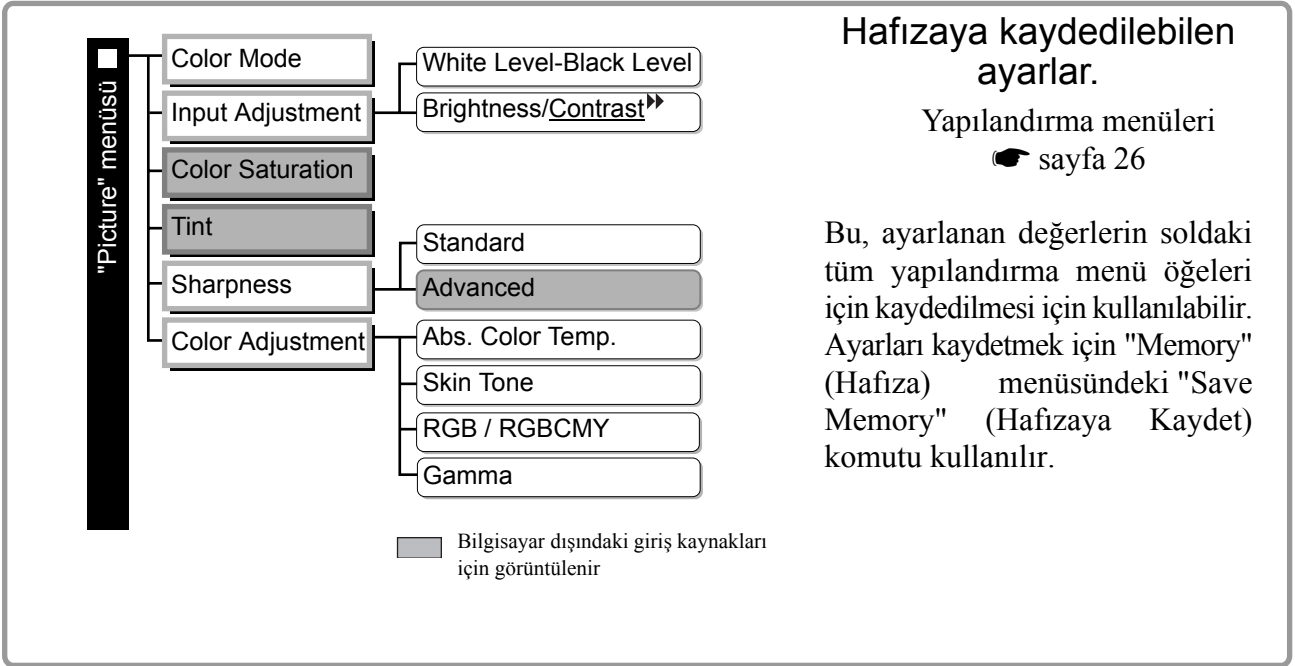 "Picture" menüsü
Color Mode
Input Adjustment
Color Saturation
Tint
Sharpness
Color Adjustment
White Level-Black Level
Brightness/Contrast
Standard
Advanced
Abs. Color Temp.
Skin Tone
RGB / RGBCMY
Gamma
Bilgisayar dışındaki giriş kaynakları
için görüntülenir
Hafızaya kaydedilebilen
ayarlar.
Yapılandırma menüleri
☛ sayfa 26
Bu, ayarlanan değerlerin soldaki
tüm yapılandırma menü öğeleri
için kaydedilmesi için kullanılabilir.
Ayarları kaydetmek için "Memory"
(Hafıza) menüsündeki "Save
Memory" (Hafızaya Kaydet)
komutu kullanılır.